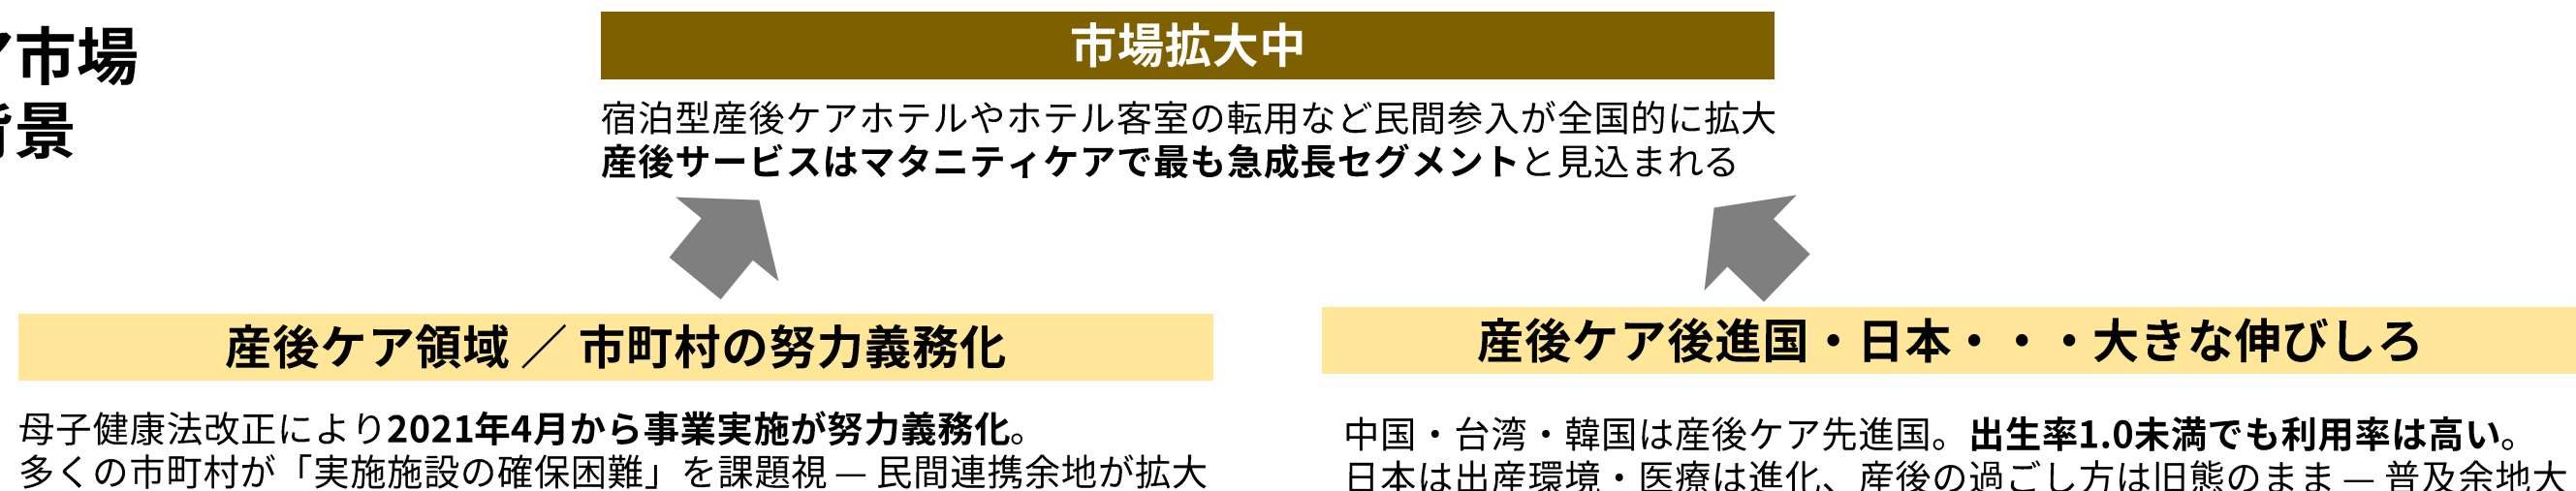 市場
背景
市場拡大中
宿泊型産後ケアホテルやホテル客室の転用など民間参入が全国的に拡大
産後サービスはマタニティケアで最も急成長セグメントと見込まれる
産後ケア領域 ／ 市町村の努力義務化
母子健康法改正により2021年4月から事業実施が努力義務化。
多くの市町村が「実施施設の確保困難」を課題視 — 民間連携余地が拡大
産後ケア後進国・日本・・・大きな伸びしろ
中国・台湾・韓国は産後ケア先進国。出生率1.0未満でも利用率は高い。
日本は出産環境・医療は進化、産後の過ごし方は旧態のまま — 普及余地大